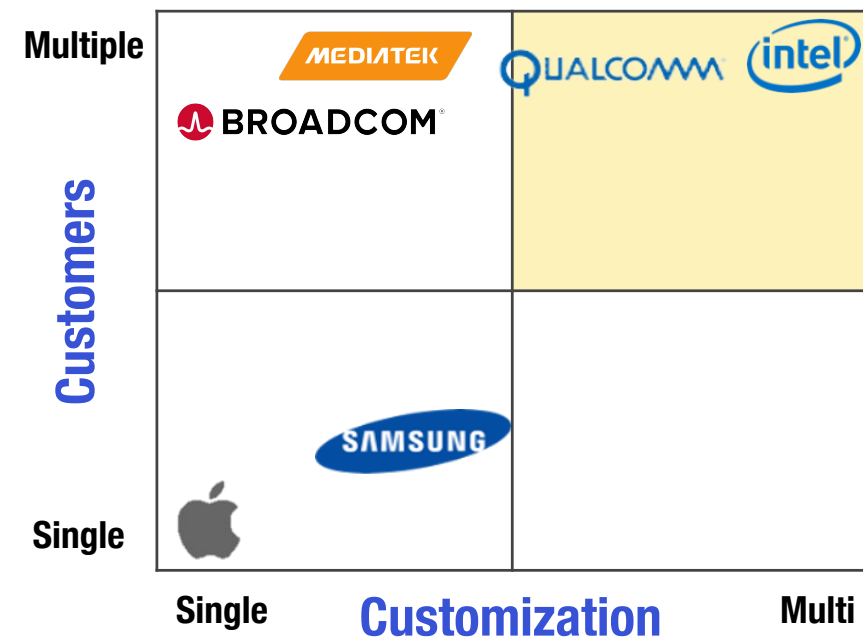 Multiple
MEDIATEK
QUALCOMM
intel
BROADCOM
Customers
SAMSUNG
Single
Single
Customization
Multi